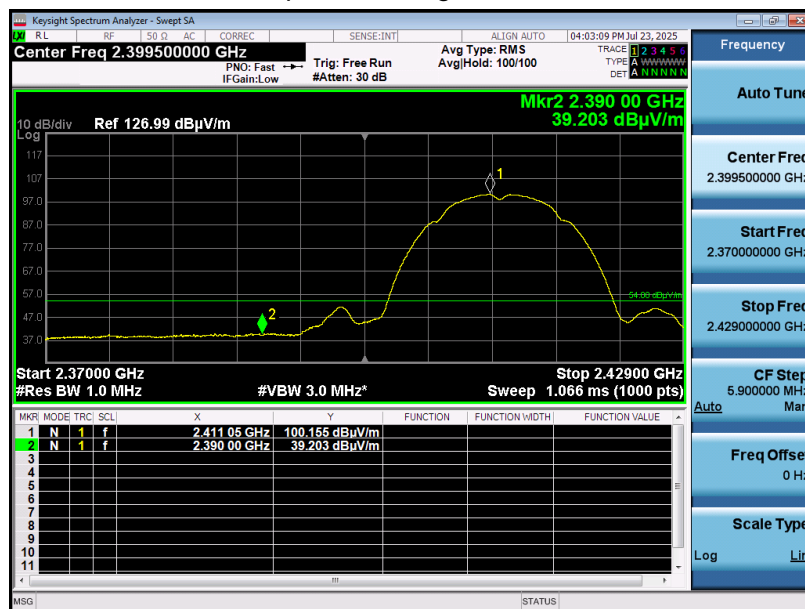 Keysight Spectrum Analyzer - Swept SA
LXI RL RF 50 Ω AC CORREC SENSE:INT ALIGN AUTO 04:03:09 PM Jul 23, 2025
Center Freq 2.399500000 GHz
PNO: Fast
IFGain:Low
Trig: Free Run
#Atten: 30 dB
Avg Type: RMS
Avg|Hold: 100/100
TRACE 1 2 3 4 5 6
TYPE A WWWWW
DET A N N N N N
Mkr2 2.390 00 GHz
39.203 dBµV/m
10 dB/div Ref 126.99 dBµV/m
Log
117
107
97.0
87.0
77.0
67.0
57.0
47.0
37.0
1
2
54.00 dBµV/m
Start 2.37000 GHz Stop 2.42900 GHz
#Res BW 1.0 MHz #VBW 3.0 MHz* Sweep 1.066 ms (1000 pts)
MKR MODE TRC SCL X Y FUNCTION FUNCTION WIDTH FUNCTION VALUE
1 N 1 f 2.411 05 GHz 100.155 dBµV/m
2 N 1 f 2.390 00 GHz 39.203 dBµV/m
3
4
5
6
7
8
9
10
11
MSG STATUS
Frequency
Auto Tune
Center Freq
2.399500000 GHz
Start Freq
2.370000000 GHz
Stop Freq
2.429000000 GHz
CF Step
5.900000 MHz
Auto Man
Freq Offset
0 Hz
Scale Type
Log Lin